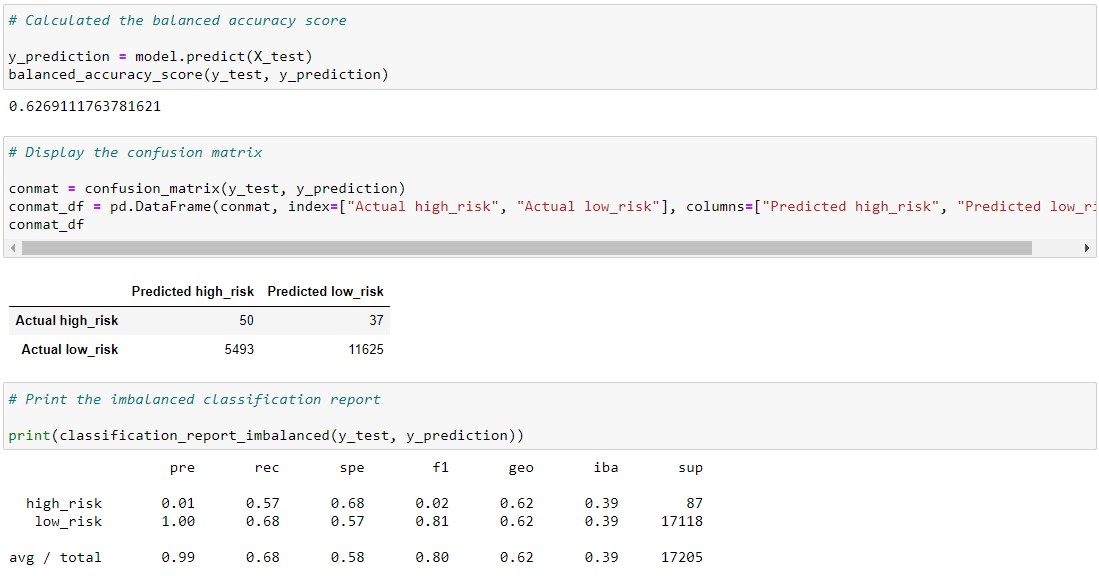 # Calculated the balanced accuracy score
y_prediction = model.predict(X_test)
balanced_accuracy_score(y_test, y_prediction)
0.6269111763781621
# Display the confusion matrix
conmat = confusion_matrix(y_test, y_prediction)
conmat_df = pd.DataFrame(conmat, index=["Actual high_risk", "Actual low_risk"], columns=["Predicted high_risk", "Predicted low_ri
conmat_df
Predicted high_risk Predicted low_risk
Actual high_risk 50 37
Actual low_risk 5493 11625
# Print the imbalanced classification report
print(classification_report_imbalanced(y_test, y_prediction))
pre rec spe f1 geo iba sup
high_risk 0.01 0.57 0.68 0.02 0.62 0.39 87
low_risk 1.00 0.68 0.57 0.81 0.62 0.39 17118
avg / total 0.99 0.68 0.58 0.80 0.62 0.39 17205